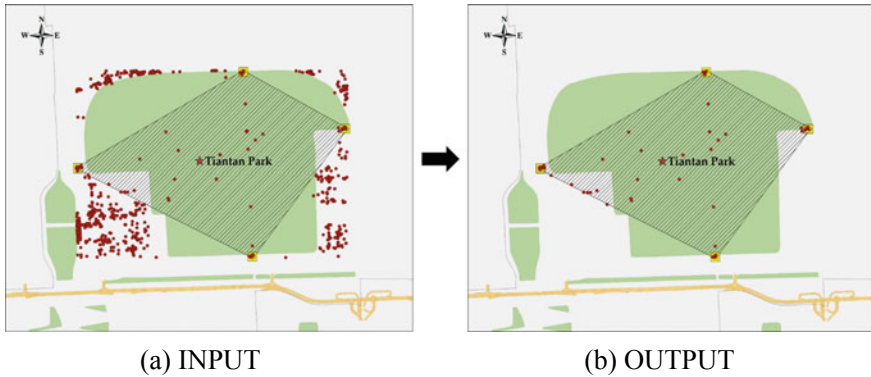 N
W E
S
Tiantan Park
N
W E
S
Tiantan Park
(a) INPUT
(b) OUTPUT